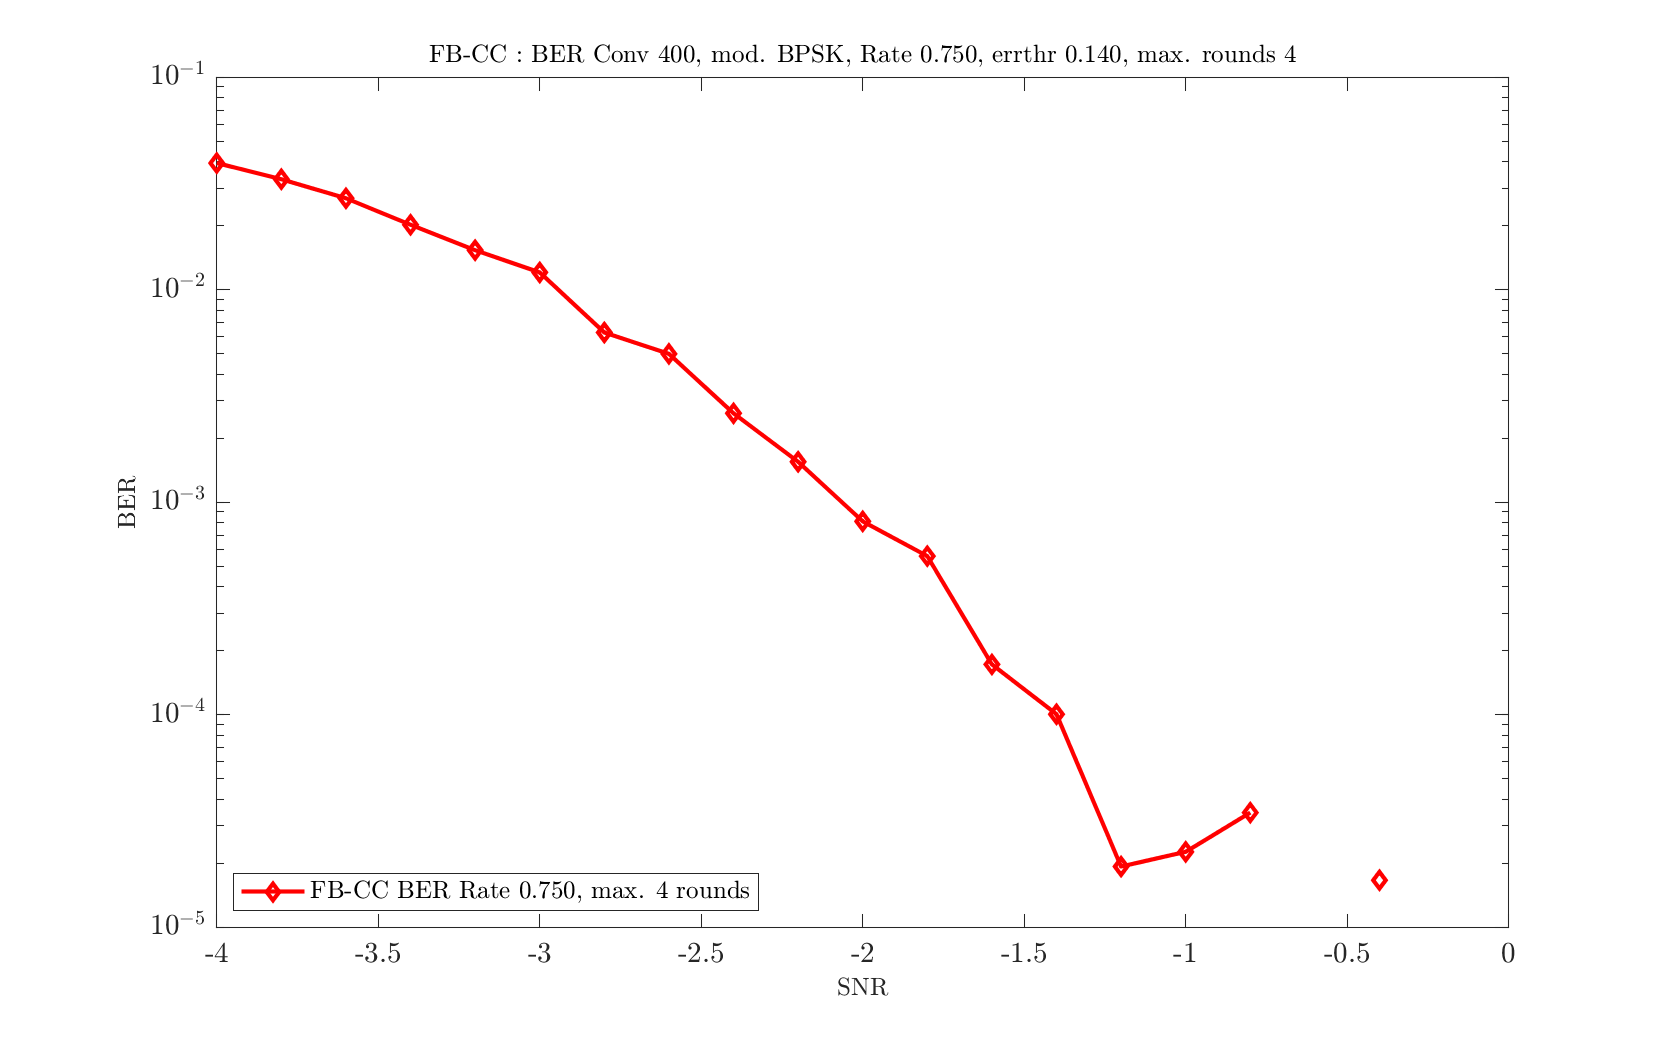 FB-CC : BER Conv 400, mod. BPSK, Rate 0.750, errthr 0.140, max. rounds 4
10^{-1}
10^{-2}
10^{-3}
10^{-4}
10^{-5}
BER
FB-CC BER Rate 0.750, max. 4 rounds
-4 -3.5 -3 -2.5 -2 -1.5 -1 -0.5 0
SNR